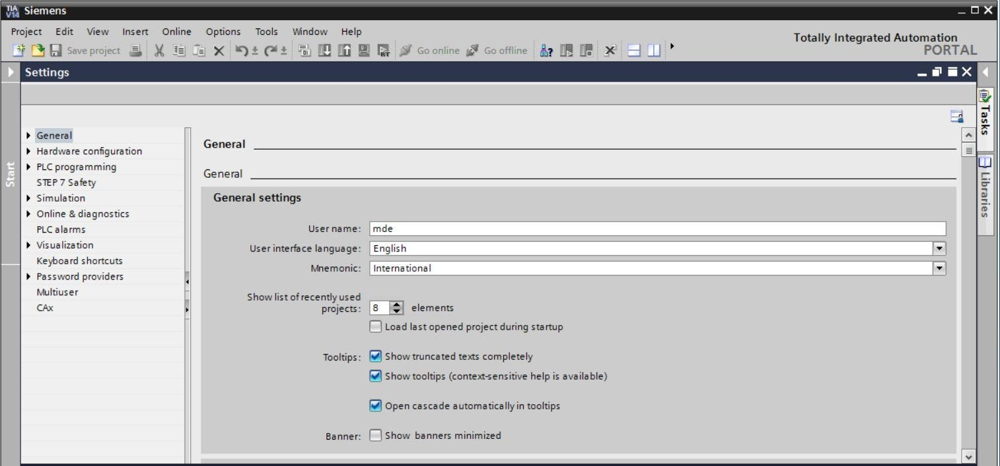 TIA
V14
Siemens
Project Edit View Insert Online Options Tools Window Help
Totally Integrated Automation
PORTAL
Save project
RT
Go online Go offline
Settings
Start
General
Hardware configuration
PLC programming
STEP 7 Safety
Simulation
Online & diagnostics
PLC alarms
Visualization
Keyboard shortcuts
Password providers
Multiuser
CAx
General
General
General settings
User name: mde
User interface language: English
Mnemonic: International
Show list of recently used
projects: 8 elements
Load last opened project during startup
Tooltips: Show truncated texts completely
Show tooltips (context-sensitive help is available)
Open cascade automatically in tooltips
Banner: Show banners minimized
Tasks
Libraries